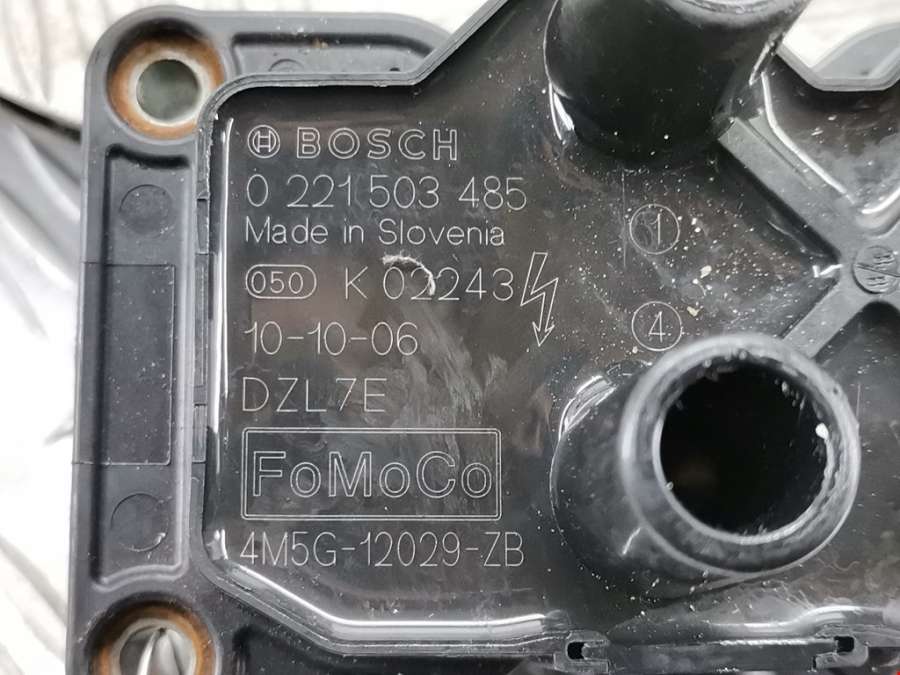 BOSCH
0 221 503 485
Made in Slovenia
050 K 02243
10-10-06
DZL7E
FoMoCo
4M5G-12029-ZB
1
4